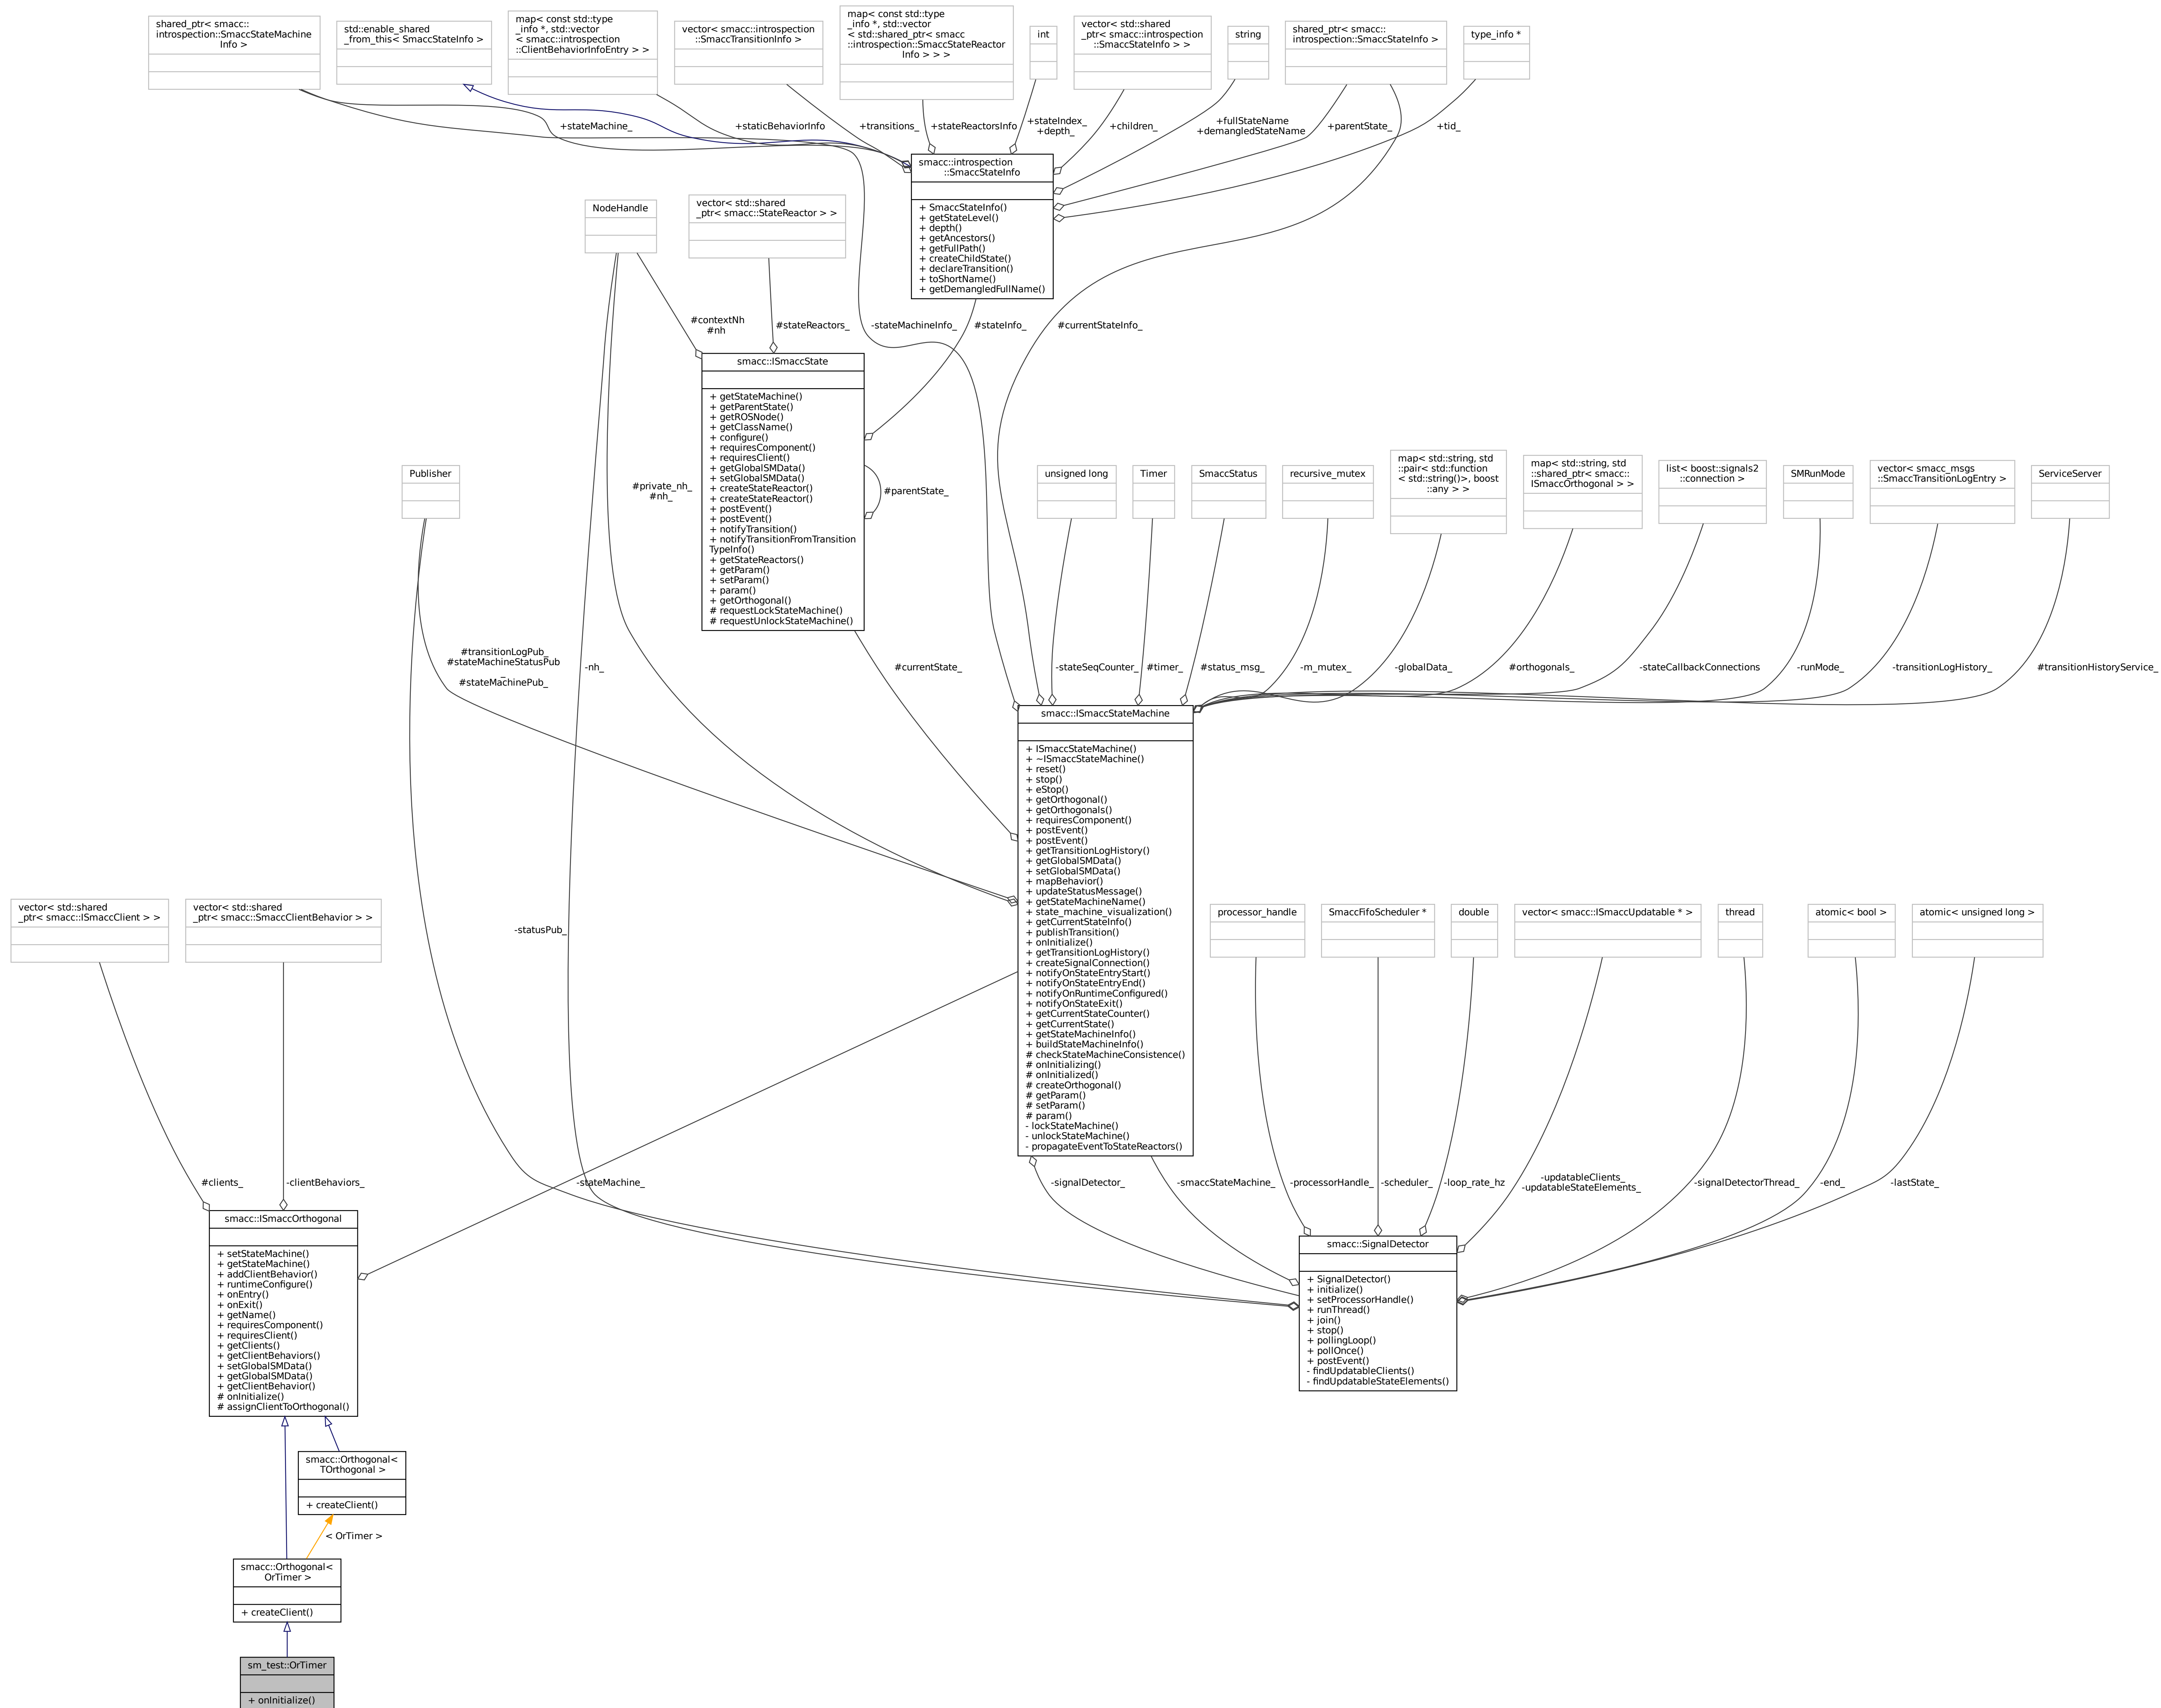 shared_ptr< smacc::
introspection::SmaccStateMachine
Info >
std::enable_shared
_from_this< SmaccStateInfo >
map< const std::type
_info *, std::vector
< smacc::introspection
::ClientBehaviorInfoEntry > >
vector< smacc::introspection
::SmaccTransitionInfo >
map< const std::type
_info *, std::vector
< std::shared_ptr< smacc
::introspection::SmaccStateReactor
Info > > >
int
vector< std::shared
_ptr< smacc::introspection
::SmaccStateInfo > >
string
shared_ptr< smacc::
introspection::SmaccStateInfo >
type_info *
+stateMachine_
+staticBehaviorInfo
+transitions_
+stateReactorsInfo
+stateIndex_
+depth_
+children_
+fullStateName
+demangledStateName
+parentState_
+tid_
smacc::introspection
::SmaccStateInfo
+ SmaccStateInfo()
+ getStateLevel()
+ depth()
+ getAncestors()
+ getFullPath()
+ createChildState()
+ declareTransition()
+ toShortName()
+ getDemangledFullName()
NodeHandle
vector< std::shared
_ptr< smacc::StateReactor > >
#contextNh
#nh
#stateReactors_
-stateMachineInfo_
#stateInfo_
#currentStateInfo_
smacc::ISmaccState
+ getStateMachine()
+ getParentState()
+ getROSNode()
+ getClassName()
+ configure()
+ requiresComponent()
+ requiresClient()
+ getGlobalSMData()
+ setGlobalSMData()
+ createStateReactor()
+ createStateReactor()
+ postEvent()
+ postEvent()
+ notifyTransition()
+ notifyTransitionFromTransition
TypeInfo()
+ getStateReactors()
+ getParam()
+ setParam()
+ param()
+ getOrthogonal()
# requestLockStateMachine()
# requestUnlockStateMachine()
#parentState_
Publisher
#private_nh_
#nh_
unsigned long
Timer
SmaccStatus
recursive_mutex
map< std::string, std
::pair< std::function
< std::string()>, boost
::any > >
map< std::string, std
::shared_ptr< smacc::
ISmaccOrthogonal > >
list< boost::signals2
::connection >
SMRunMode
vector< smacc_msgs
::SmaccTransitionLogEntry >
ServiceServer
#transitionLogPub_
#stateMachineStatusPub
_
#stateMachinePub_
-nh_
#currentState_
-stateSeqCounter_
#timer_
#status_msg_
-m_mutex_
-globalData_
#orthogonals_
-stateCallbackConnections
-runMode_
-transitionLogHistory_
#transitionHistoryService_
smacc::ISmaccStateMachine
+ ISmaccStateMachine()
+ ~ISmaccStateMachine()
+ reset()
+ stop()
+ eStop()
+ getOrthogonal()
+ getOrthogonals()
+ requiresComponent()
+ postEvent()
+ postEvent()
+ getTransitionLogHistory()
+ getGlobalSMData()
+ setGlobalSMData()
+ mapBehavior()
+ updateStatusMessage()
+ getStateMachineName()
+ state_machine_visualization()
+ getCurrentStateInfo()
+ publishTransition()
+ onInitialize()
+ getTransitionLogHistory()
+ createSignalConnection()
+ notifyOnStateEntryStart()
+ notifyOnStateEntryEnd()
+ notifyOnRuntimeConfigured()
+ notifyOnStateExit()
+ getCurrentStateCounter()
+ getCurrentState()
+ getStateMachineInfo()
+ buildStateMachineInfo()
# checkStateMachineConsistence()
# onInitializing()
# onInitialized()
# createOrthogonal()
# getParam()
# setParam()
# param()
- lockStateMachine()
- unlockStateMachine()
- propagateEventToStateReactors()
vector< std::shared
_ptr< smacc::ISmaccClient > >
vector< std::shared
_ptr< smacc::SmaccClientBehavior > >
-statusPub_
processor_handle
SmaccFifoScheduler *
double
vector< smacc::ISmaccUpdatable * >
thread
atomic< bool >
atomic< unsigned long >
#clients_
-clientBehaviors_
-stateMachine_
-signalDetector_
-smaccStateMachine_
-processorHandle_
-scheduler_
-loop_rate_hz
-updatableClients_
-updatableStateElements_
-signalDetectorThread_
-end_
-lastState_
smacc::ISmaccOrthogonal
+ setStateMachine()
+ getStateMachine()
+ addClientBehavior()
+ runtimeConfigure()
+ onEntry()
+ onExit()
+ getName()
+ requiresComponent()
+ requiresClient()
+ getClients()
+ getClientBehaviors()
+ setGlobalSMData()
+ getGlobalSMData()
+ getClientBehavior()
# onInitialize()
# assignClientToOrthogonal()
smacc::SignalDetector
+ SignalDetector()
+ initialize()
+ setProcessorHandle()
+ runThread()
+ join()
+ stop()
+ pollingLoop()
+ pollOnce()
+ postEvent()
- findUpdatableClients()
- findUpdatableStateElements()
smacc::Orthogonal<
TOrthogonal >
+ createClient()
< OrTimer >
smacc::Orthogonal<
OrTimer >
+ createClient()
sm_test::OrTimer
+ onInitialize()